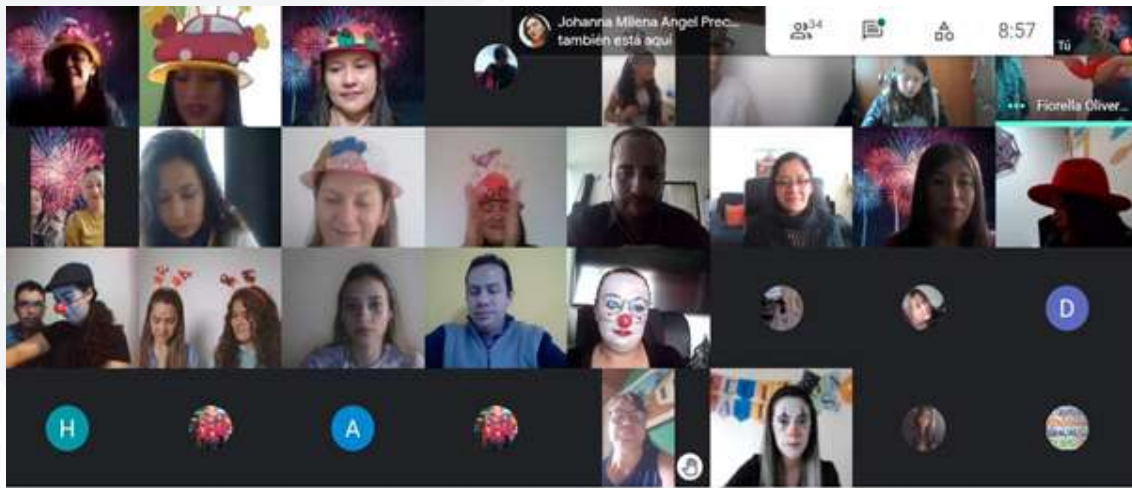 Johanna Milena Angel Prec...
también está aquí
34
8:57
Tú
Fiorella Oliver...
D
H
A